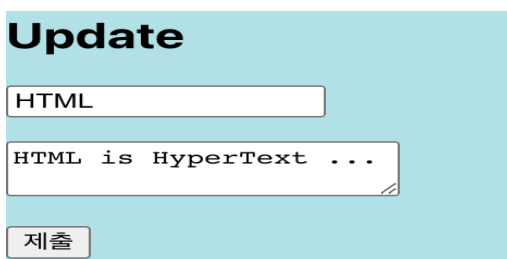 Update
HTML
HTML is HyperText ...
제출